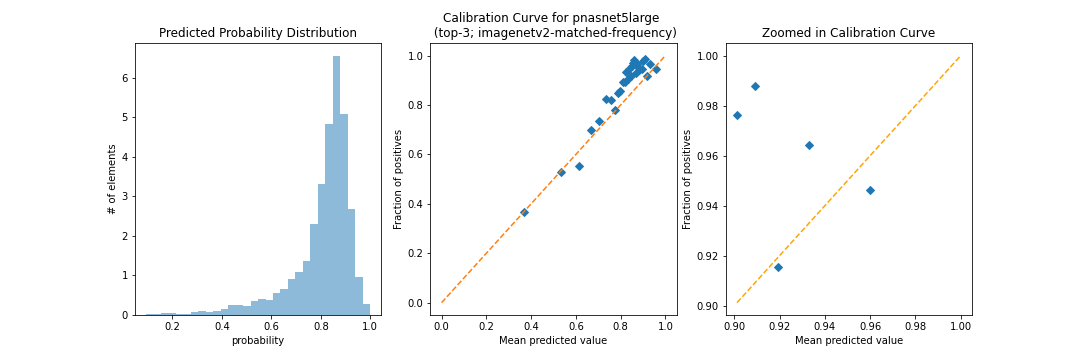 Predicted Probability Distribution
# of elements
6
5
4
3
2
1
0
0.2 0.4 0.6 0.8 1.0
probability
Calibration Curve for pnasnet5large
(top-3; imagenetv2-matched-frequency)
Fraction of positives
1.0
0.8
0.6
0.4
0.2
0.0
0.0 0.2 0.4 0.6 0.8 1.0
Mean predicted value
Zoomed in Calibration Curve
Fraction of positives
1.00
0.98
0.96
0.94
0.92
0.90
0.90 0.92 0.94 0.96 0.98 1.00
Mean predicted value